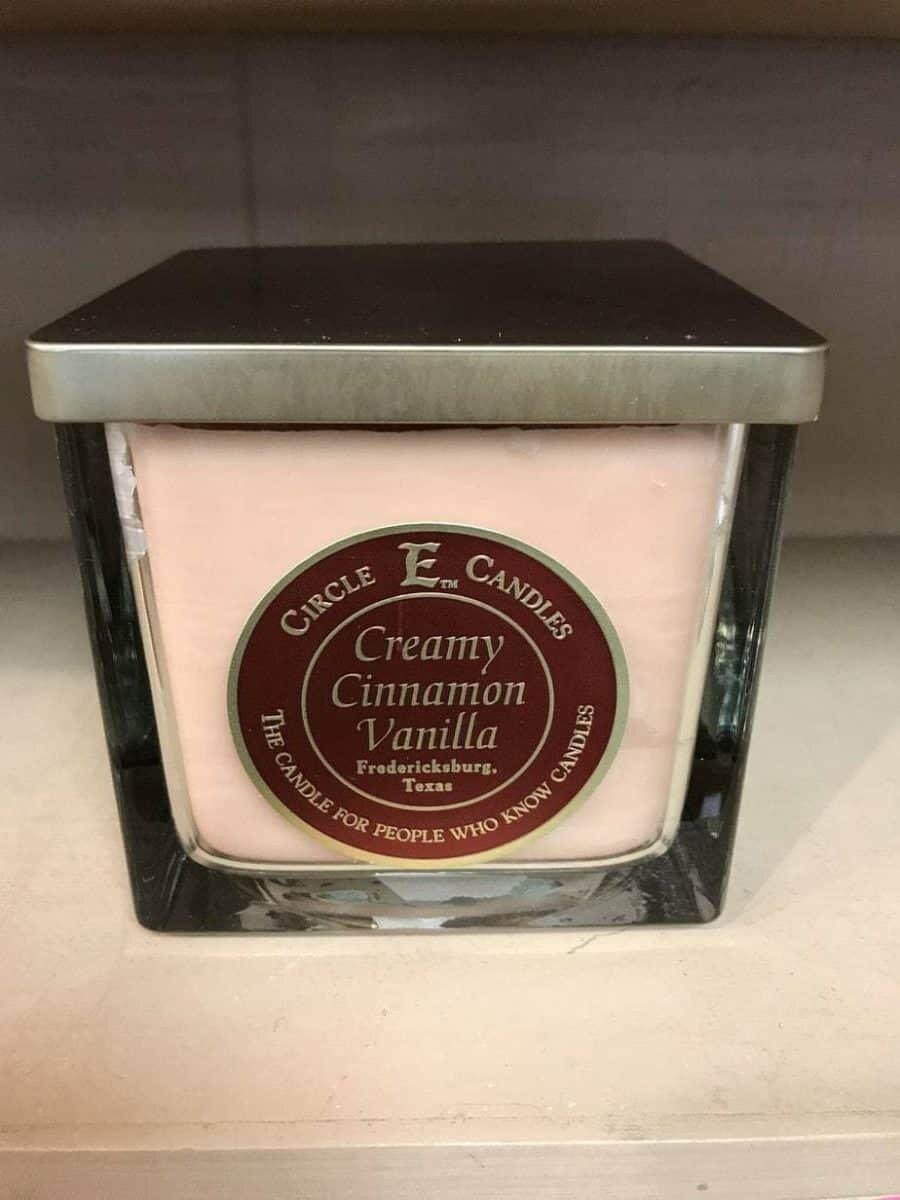 Circle E™ Candles
Creamy
Cinnamon
Vanilla
Fredericksburg,
Texas
The candle for people who know candles